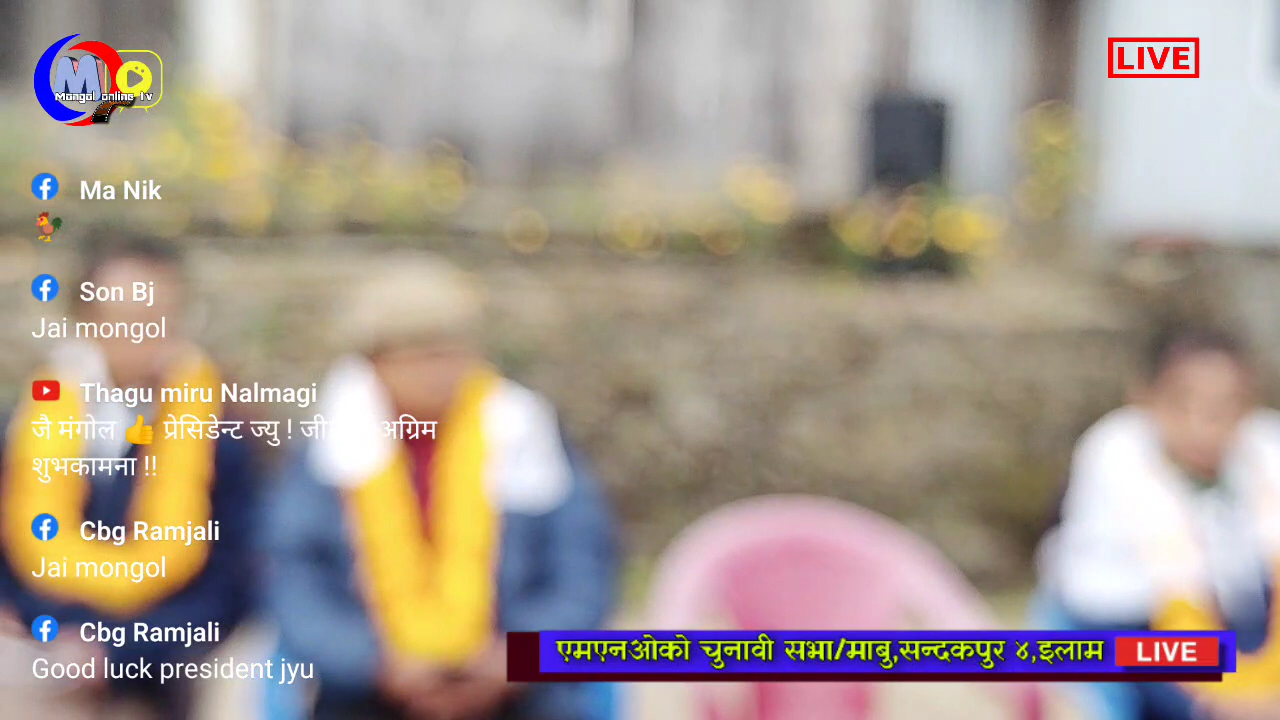 LIVE
Mongol online Tv
Ma Nik
Son Bj
Jai mongol
Thagu miru Nalmagi
जै मंगोल 👍 प्रेसिडेन्ट ज्यु ! अग्रिम
शुभकामना !!
Cbg Ramjali
Jai mongol
Cbg Ramjali
Good luck president jyu
एमएनओको चुनावी सभा/माबु,सन्दकपुर ४,इलाम LIVE